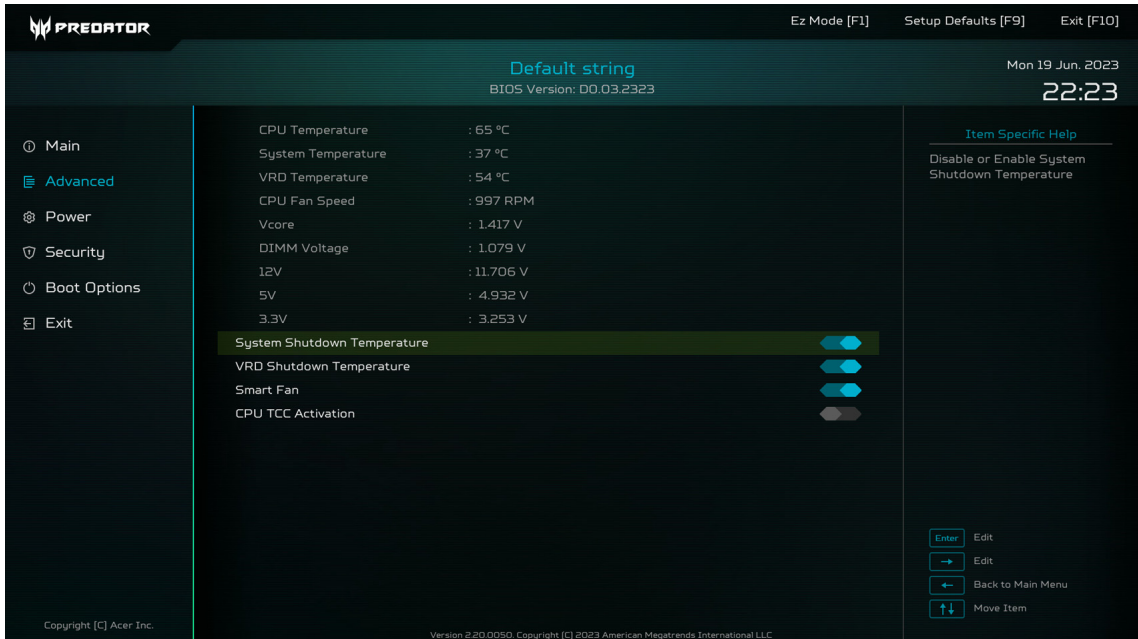 PREDATOR
Ez Mode [F1] Setup Defaults [F9] Exit [F10]
Default string
BIOS Version: D0.03.2323
Mon 19 Jun. 2023
22:23
Main
Advanced
Power
Security
Boot Options
Exit
CPU Temperature : 65 ºC
System Temperature : 37 ºC
VRD Temperature : 54 ºC
CPU Fan Speed : 997 RPM
Vcore : 1.417 V
DIMM Voltage : 1.079 V
12V : 11.706 V
5V : 4.932 V
3.3V : 3.253 V
System Shutdown Temperature
VRD Shutdown Temperature
Smart Fan
CPU TCC Activation
Item Specific Help
Disable or Enable System
Shutdown Temperature
Enter Edit
→ Edit
← Back to Main Menu
↑↓ Move Item
Copyright [C] Acer Inc.
Version 2.20.0050. Copyright [C] 2023 American Megatrends International LLC